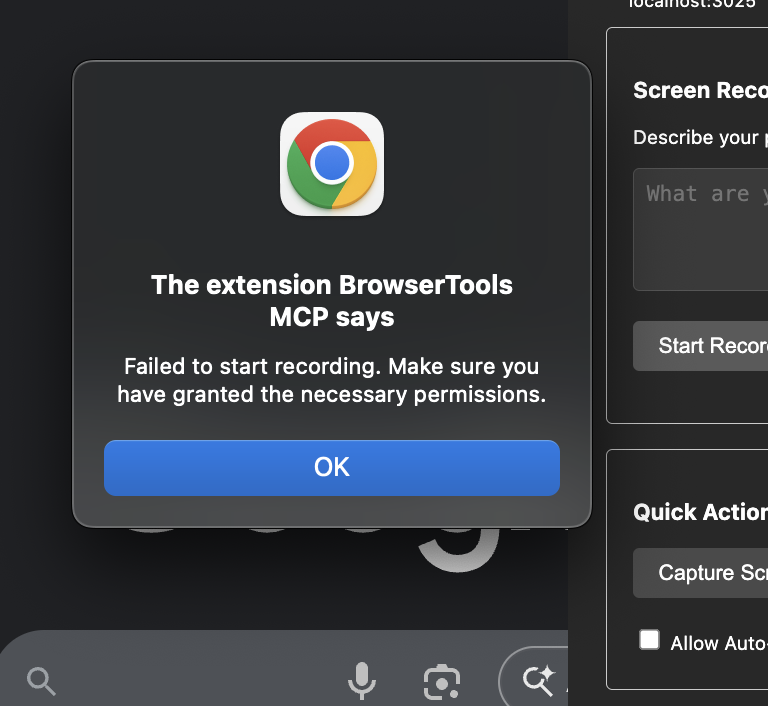 localhost:3025
The extension BrowserTools
MCP says
Failed to start recording. Make sure you
have granted the necessary permissions.
OK
Screen Reco
Describe your p
What are y
Start Recor
Quick Action
Capture Scr
Allow Auto-